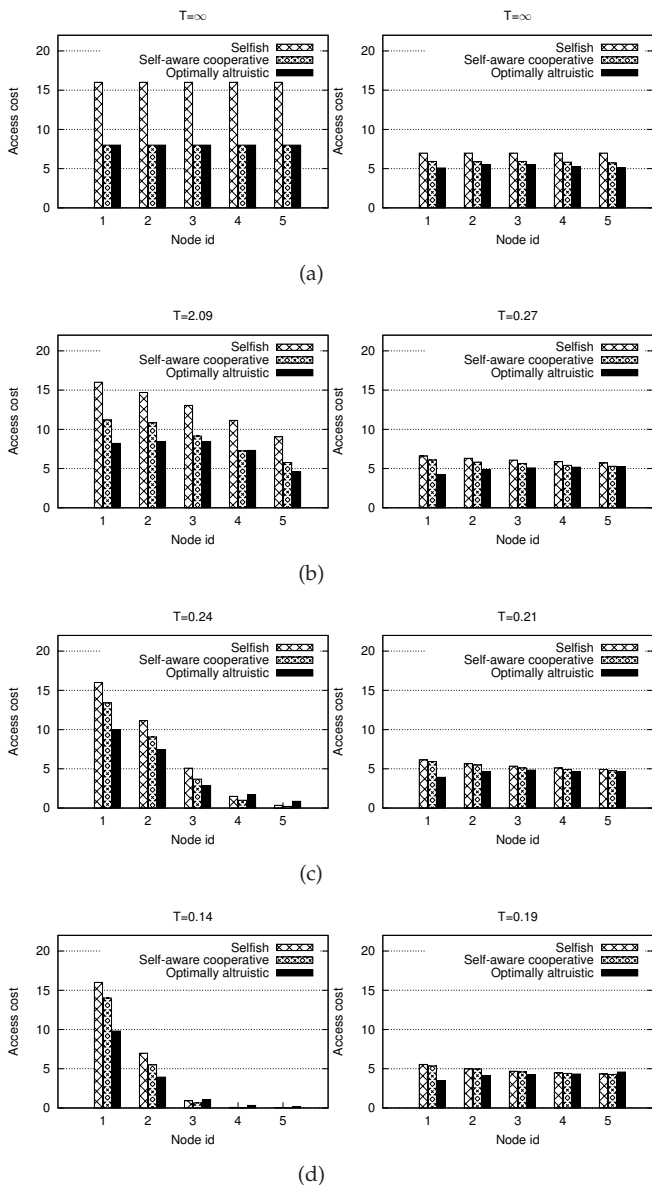 T=∞
Access cost
20
15
10
5
0
Selfish
Self-aware cooperative
Optimally altruistic
1 2 3 4 5
Node id
T=∞
Access cost
20
15
10
5
0
Selfish
Self-aware cooperative
Optimally altruistic
1 2 3 4 5
Node id
(a)
T=2.09
Access cost
20
15
10
5
0
Selfish
Self-aware cooperative
Optimally altruistic
1 2 3 4 5
Node id
T=0.27
Access cost
20
15
10
5
0
Selfish
Self-aware cooperative
Optimally altruistic
1 2 3 4 5
Node id
(b)
T=0.24
Access cost
20
15
10
5
0
Selfish
Self-aware cooperative
Optimally altruistic
1 2 3 4 5
Node id
T=0.21
Access cost
20
15
10
5
0
Selfish
Self-aware cooperative
Optimally altruistic
1 2 3 4 5
Node id
(c)
T=0.14
Access cost
20
15
10
5
0
Selfish
Self-aware cooperative
Optimally altruistic
1 2 3 4 5
Node id
T=0.19
Access cost
20
15
10
5
0
Selfish
Self-aware cooperative
Optimally altruistic
1 2 3 4 5
Node id
(d)